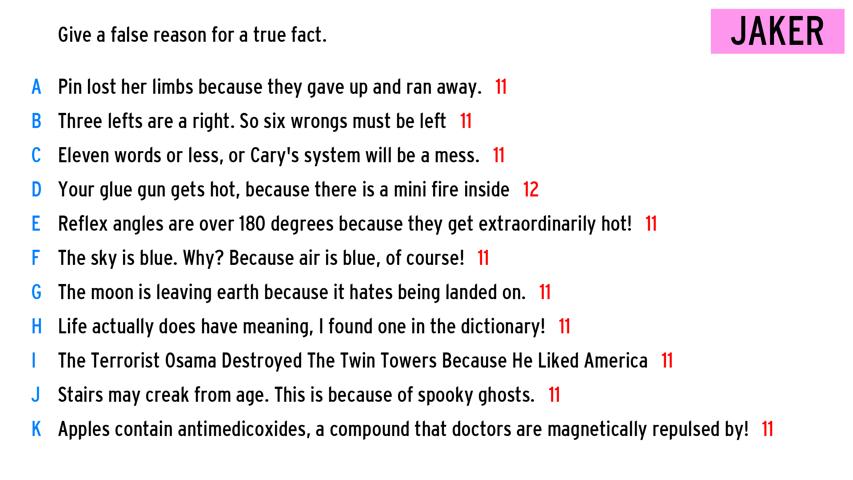 Give a false reason for a true fact.
JAKER
A Pin lost her limbs because they gave up and ran away. 11
B Three lefts are a right. So six wrongs must be left 11
C Eleven words or less, or Cary's system will be a mess. 11
D Your glue gun gets hot, because there is a mini fire inside 12
E Reflex angles are over 180 degrees because they get extraordinarily hot! 11
F The sky is blue. Why? Because air is blue, of course! 11
G The moon is leaving earth because it hates being landed on. 11
H Life actually does have meaning, I found one in the dictionary! 11
I The Terrorist Osama Destroyed The Twin Towers Because He Liked America 11
J Stairs may creak from age. This is because of spooky ghosts. 11
K Apples contain antimedicoxides, a compound that doctors are magnetically repulsed by! 11